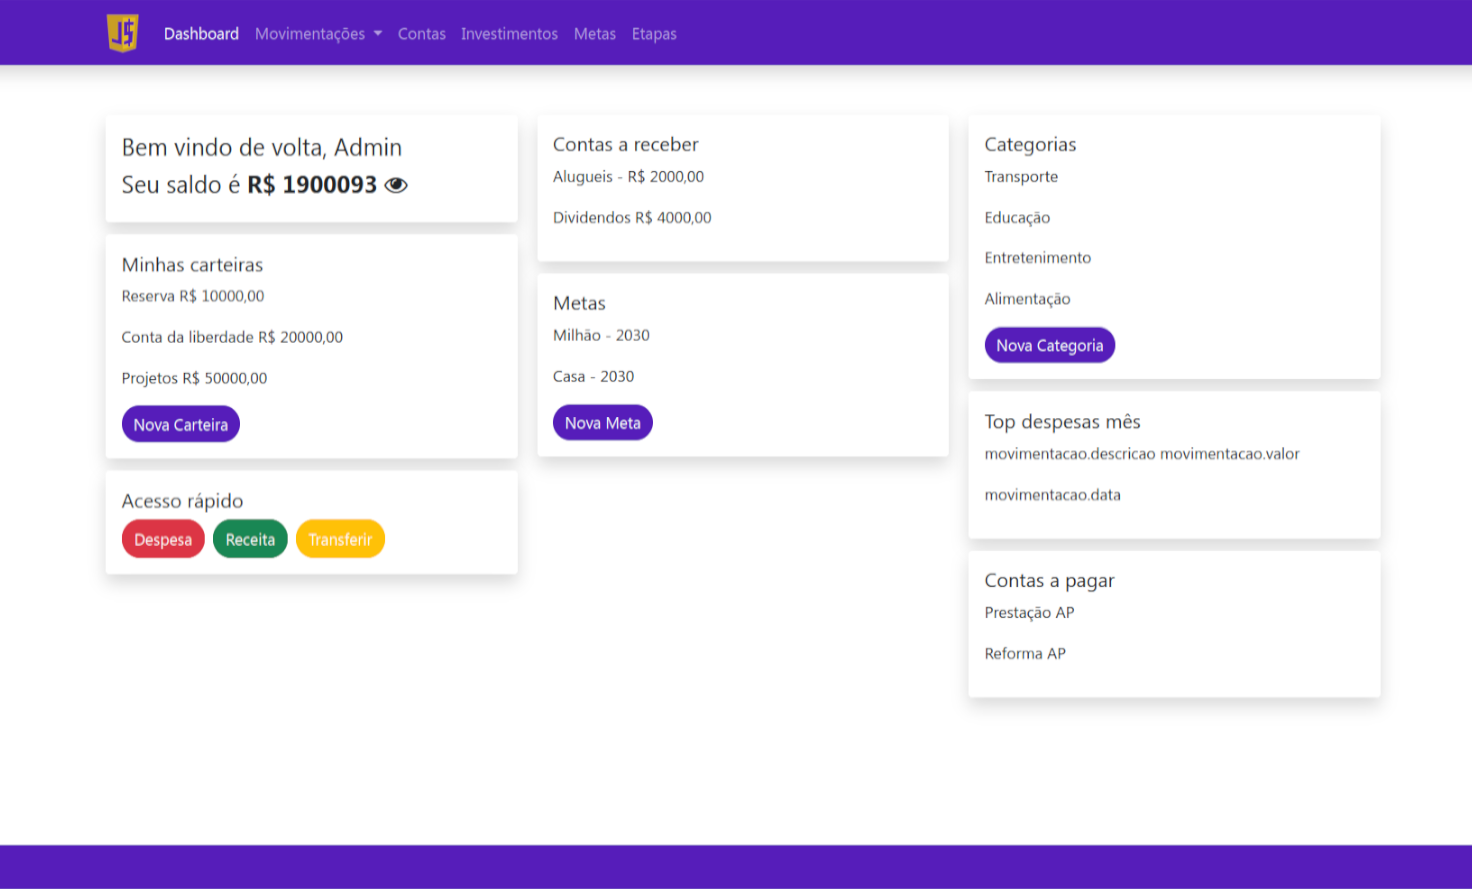 JS
Dashboard Movimentações Contas Investimentos Metas Etapas
Bem vindo de volta, Admin
Seu saldo é R$ 1900093
Minhas carteiras
Reserva R$ 10000,00
Conta da liberdade R$ 20000,00
Projetos R$ 50000,00
Nova Carteira
Acesso rápido
Despesa Receita Transferir
Contas a receber
Alugueis - R$ 2000,00
Dividendos R$ 4000,00
Metas
Milhão - 2030
Casa - 2030
Nova Meta
Categorias
Transporte
Educação
Entretenimento
Alimentação
Nova Categoria
Top despesas mês
movimentacao.descricao movimentacao.valor
movimentacao.data
Contas a pagar
Prestação AP
Reforma AP